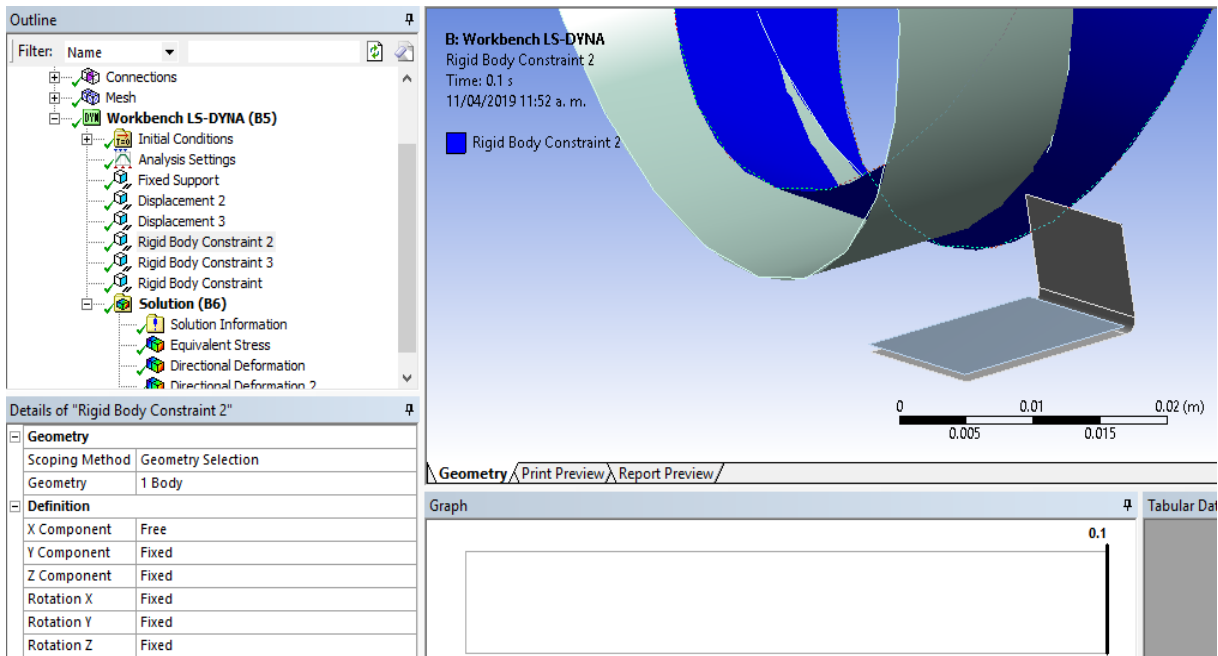 Outline
Filter: Name
Connections
Mesh
Workbench LS-DYNA (B5)
Initial Conditions
Analysis Settings
Fixed Support
Displacement 2
Displacement 3
Rigid Body Constraint 2
Rigid Body Constraint 3
Rigid Body Constraint
Solution (B6)
Solution Information
Equivalent Stress
Directional Deformation
Directional Deformation 2
Details of "Rigid Body Constraint 2"
Geometry
Scoping Method Geometry Selection
Geometry 1 Body
Definition
X Component Free
Y Component Fixed
Z Component Fixed
Rotation X Fixed
Rotation Y Fixed
Rotation Z Fixed
B: Workbench LS-DYNA
Rigid Body Constraint 2
Time: 0.1 s
11/04/2019 11:52 a. m.
Rigid Body Constraint 2
0 0.01 0.02 (m)
0.005 0.015
Geometry Print Preview Report Preview
Graph
0.1
Tabular Dat